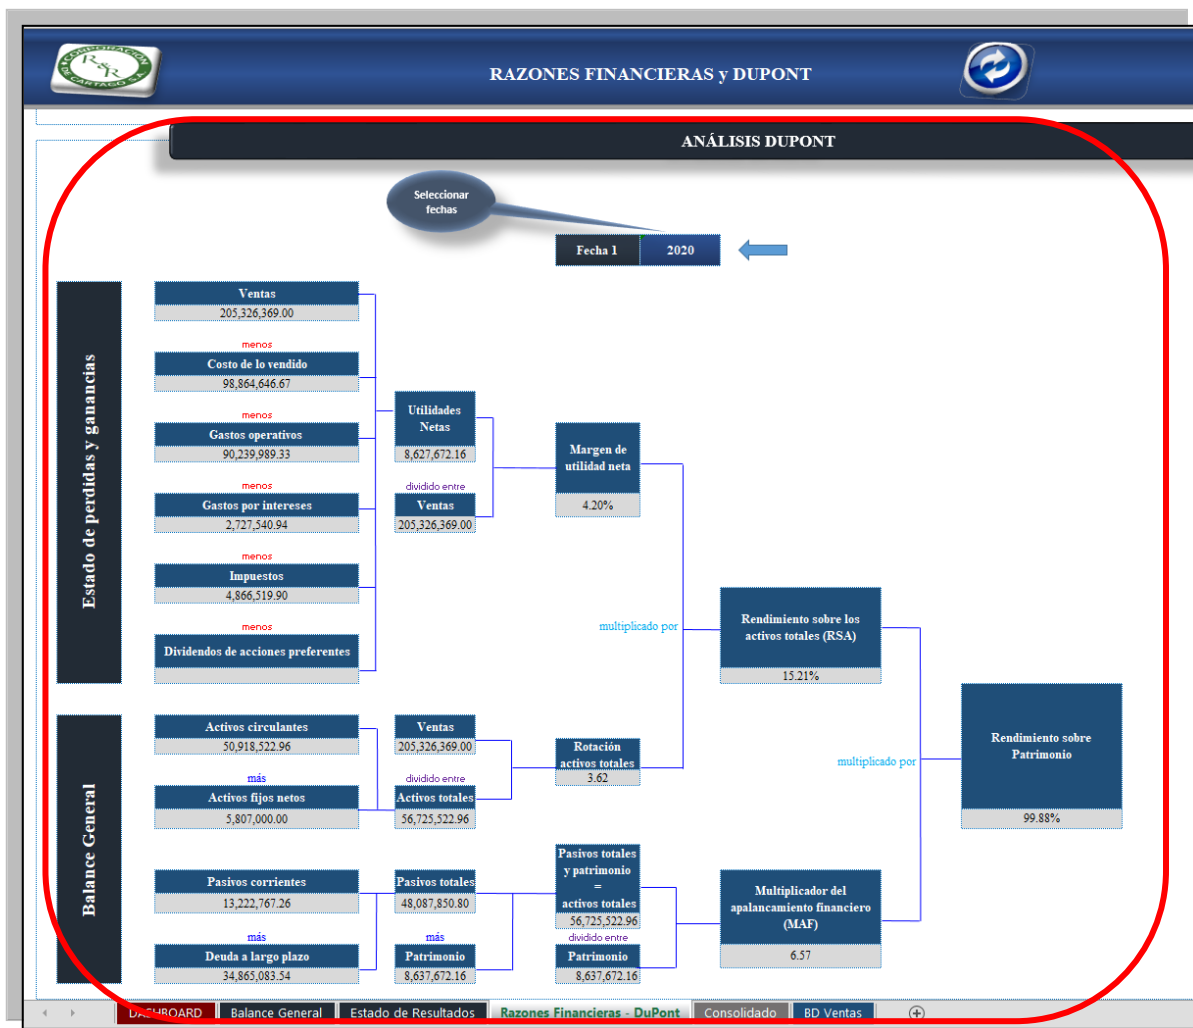 CORPORACION
R&R
DE CARTAGO S.A.
RAZONES FINANCIERAS y DUPONT
ANÁLISIS DUPONT
Seleccionar
fechas
Fecha 1
2020
Estado de perdidas y ganancias
Ventas
205,326,369.00
menos
Costo de lo vendido
98,864,646.67
menos
Gastos operativos
90,239,989.33
menos
Gastos por intereses
2,727,540.94
menos
Impuestos
4,866,519.90
menos
Dividendos de acciones preferentes
Utilidades
Netas
8,627,672.16
dividido entre
Ventas
205,326,369.00
Margen de
utilidad neta
4.20%
multiplicado por
Rendimiento sobre los
activos totales (RSA)
15.21%
Balance General
Activos circulantes
50,918,522.96
más
Activos fijos netos
5,807,000.00
Ventas
205,326,369.00
dividido entre
Activos totales
56,725,522.96
Rotación
activos totales
3.62
multiplicado por
Rendimiento sobre
Patrimonio
99.88%
Pasivos corrientes
13,222,767.26
más
Deuda a largo plazo
34,865,083.54
Pasivos totales
48,087,850.80
más
Patrimonio
8,637,672.16
Pasivos totales
y patrimonio
=
activos totales
56,725,522.96
dividido entre
Patrimonio
8,637,672.16
Multiplicador del
apalancamiento financiero
(MAF)
6.57
DASHBOARD
Balance General
Estado de Resultados
Razones Financieras - DuPont
Consolidado
BD Ventas